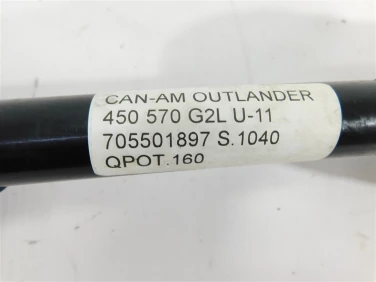 CAN-AM OUTLANDER
450 570 G2L U-11
705501897 S.1040
QPOT.160